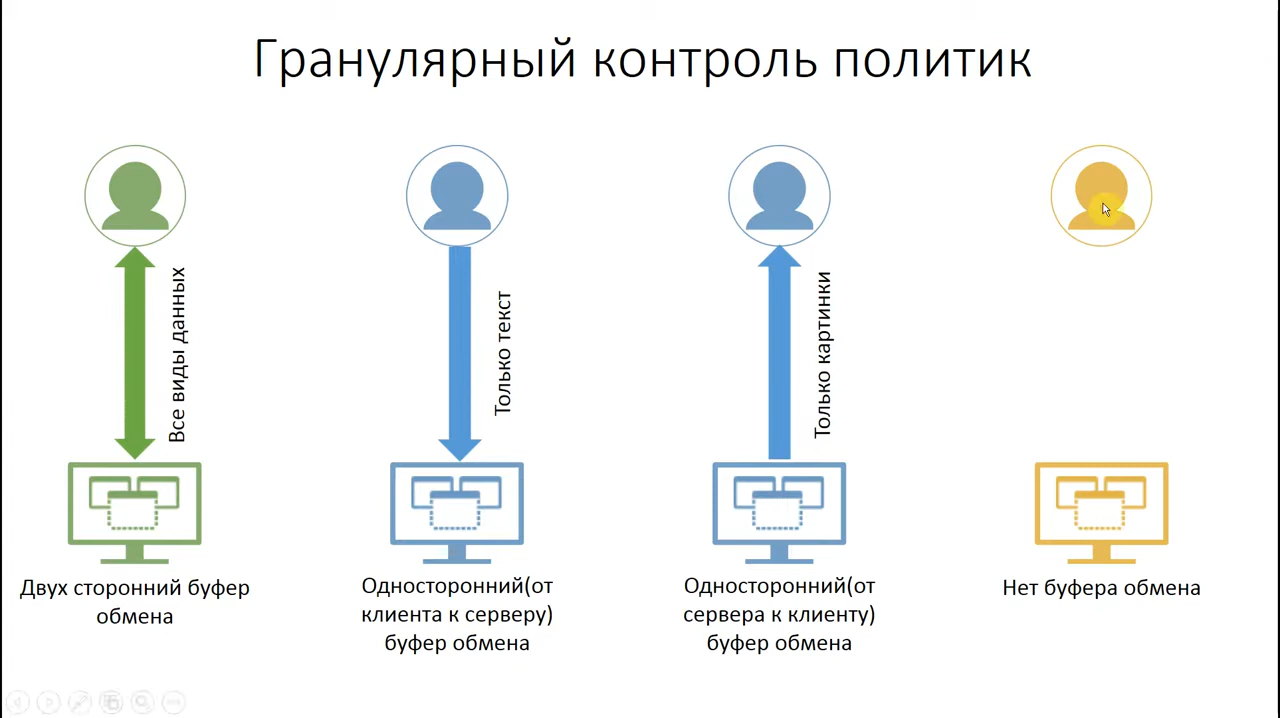 Гранулярный контроль политик
Все виды данных
Только текст
Только картинки
Двух сторонний буфер
обмена
Односторонний(от
клиента к серверу)
буфер обмена
Односторонний(от
сервера к клиенту)
буфер обмена
Нет буфера обмена